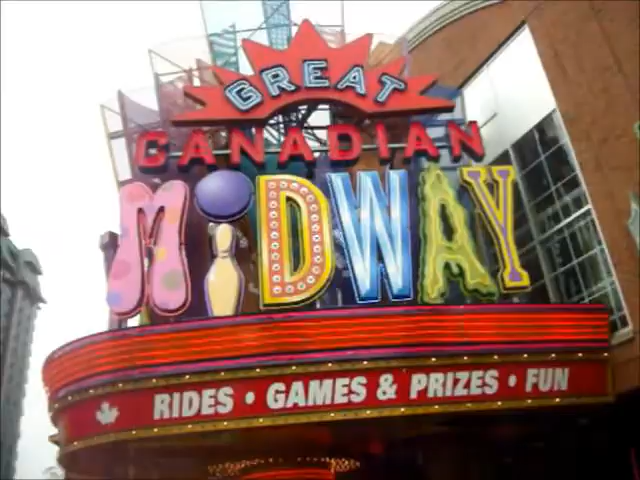 GREAT
CANADIAN
MiDWAY
RIDES • GAMES & PRIZES • FUN